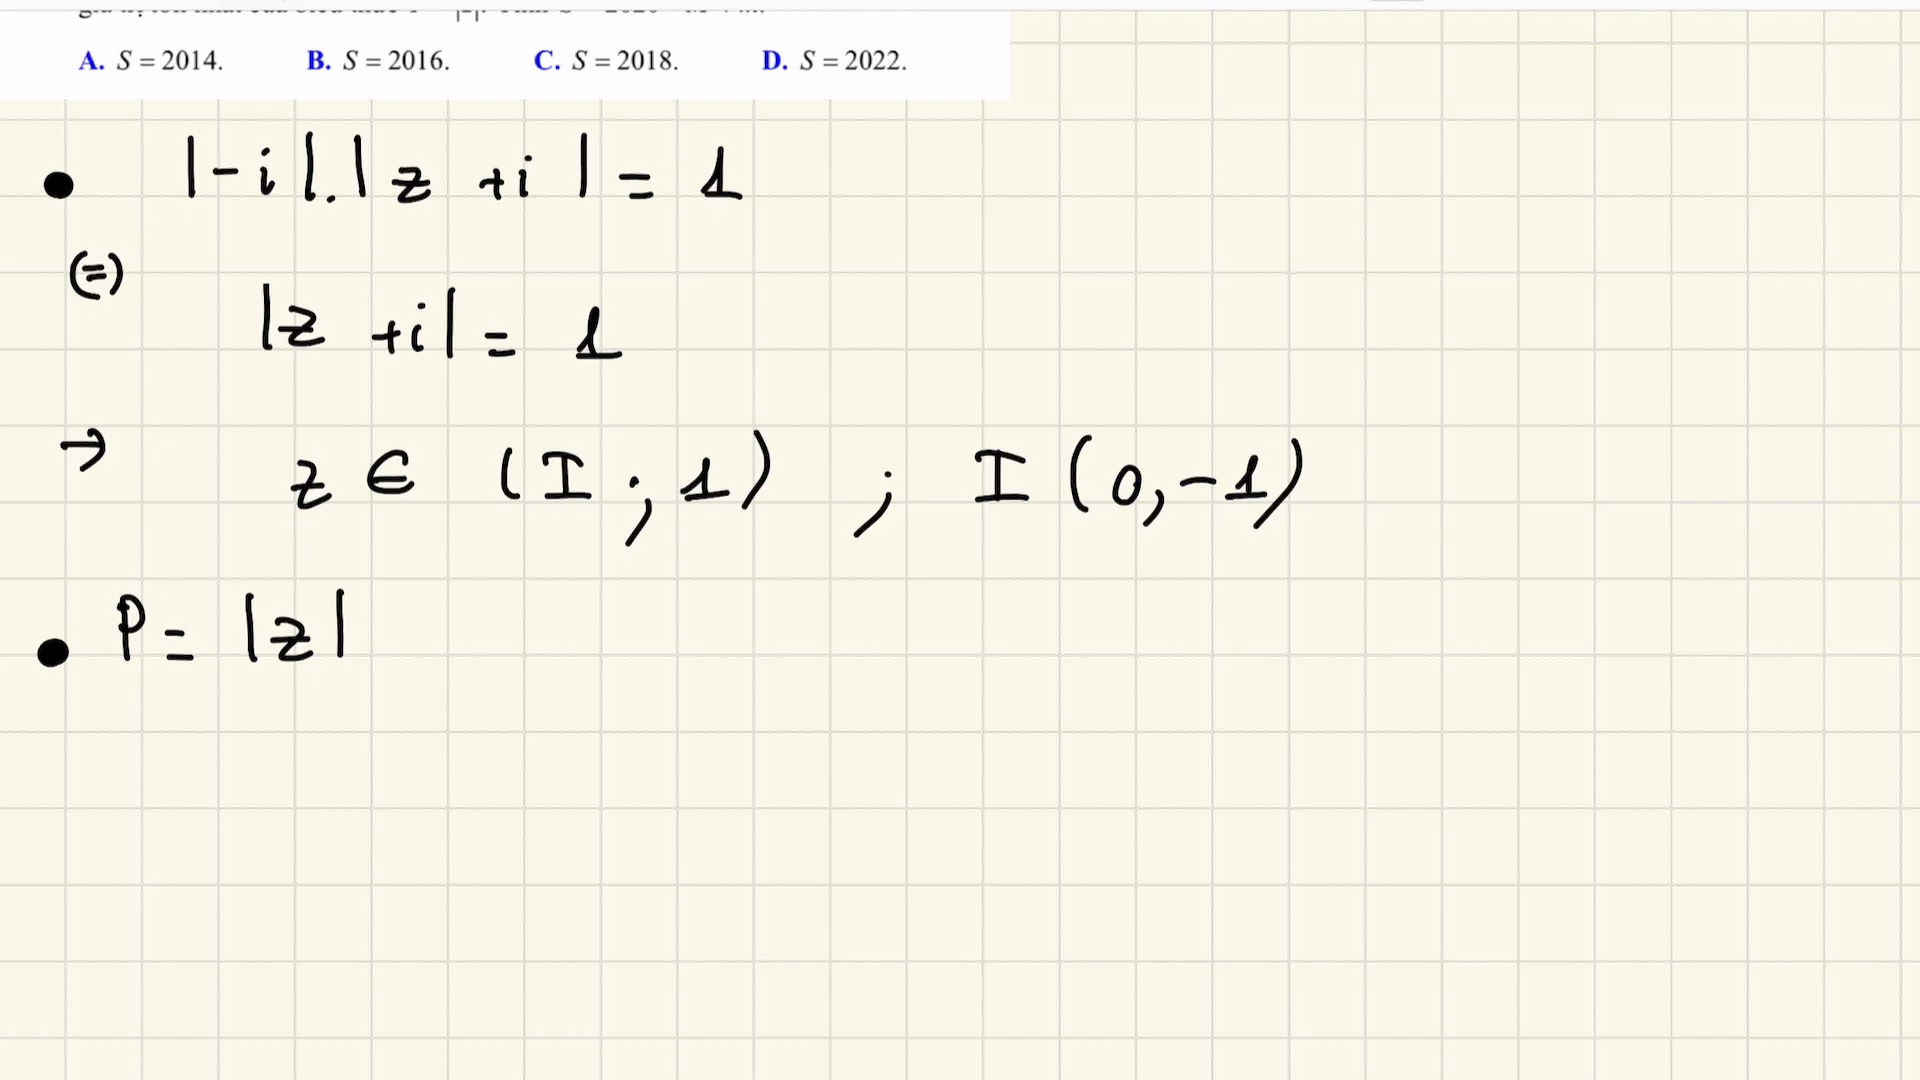 A. S = 2014. B. S = 2016. C. S = 2018. D. S = 2022.
|-i|.|z +i| = 1
(=)
|z +i| = 1
→ z ∈ (I ; 1) ; I (0,-1)
P = |z|